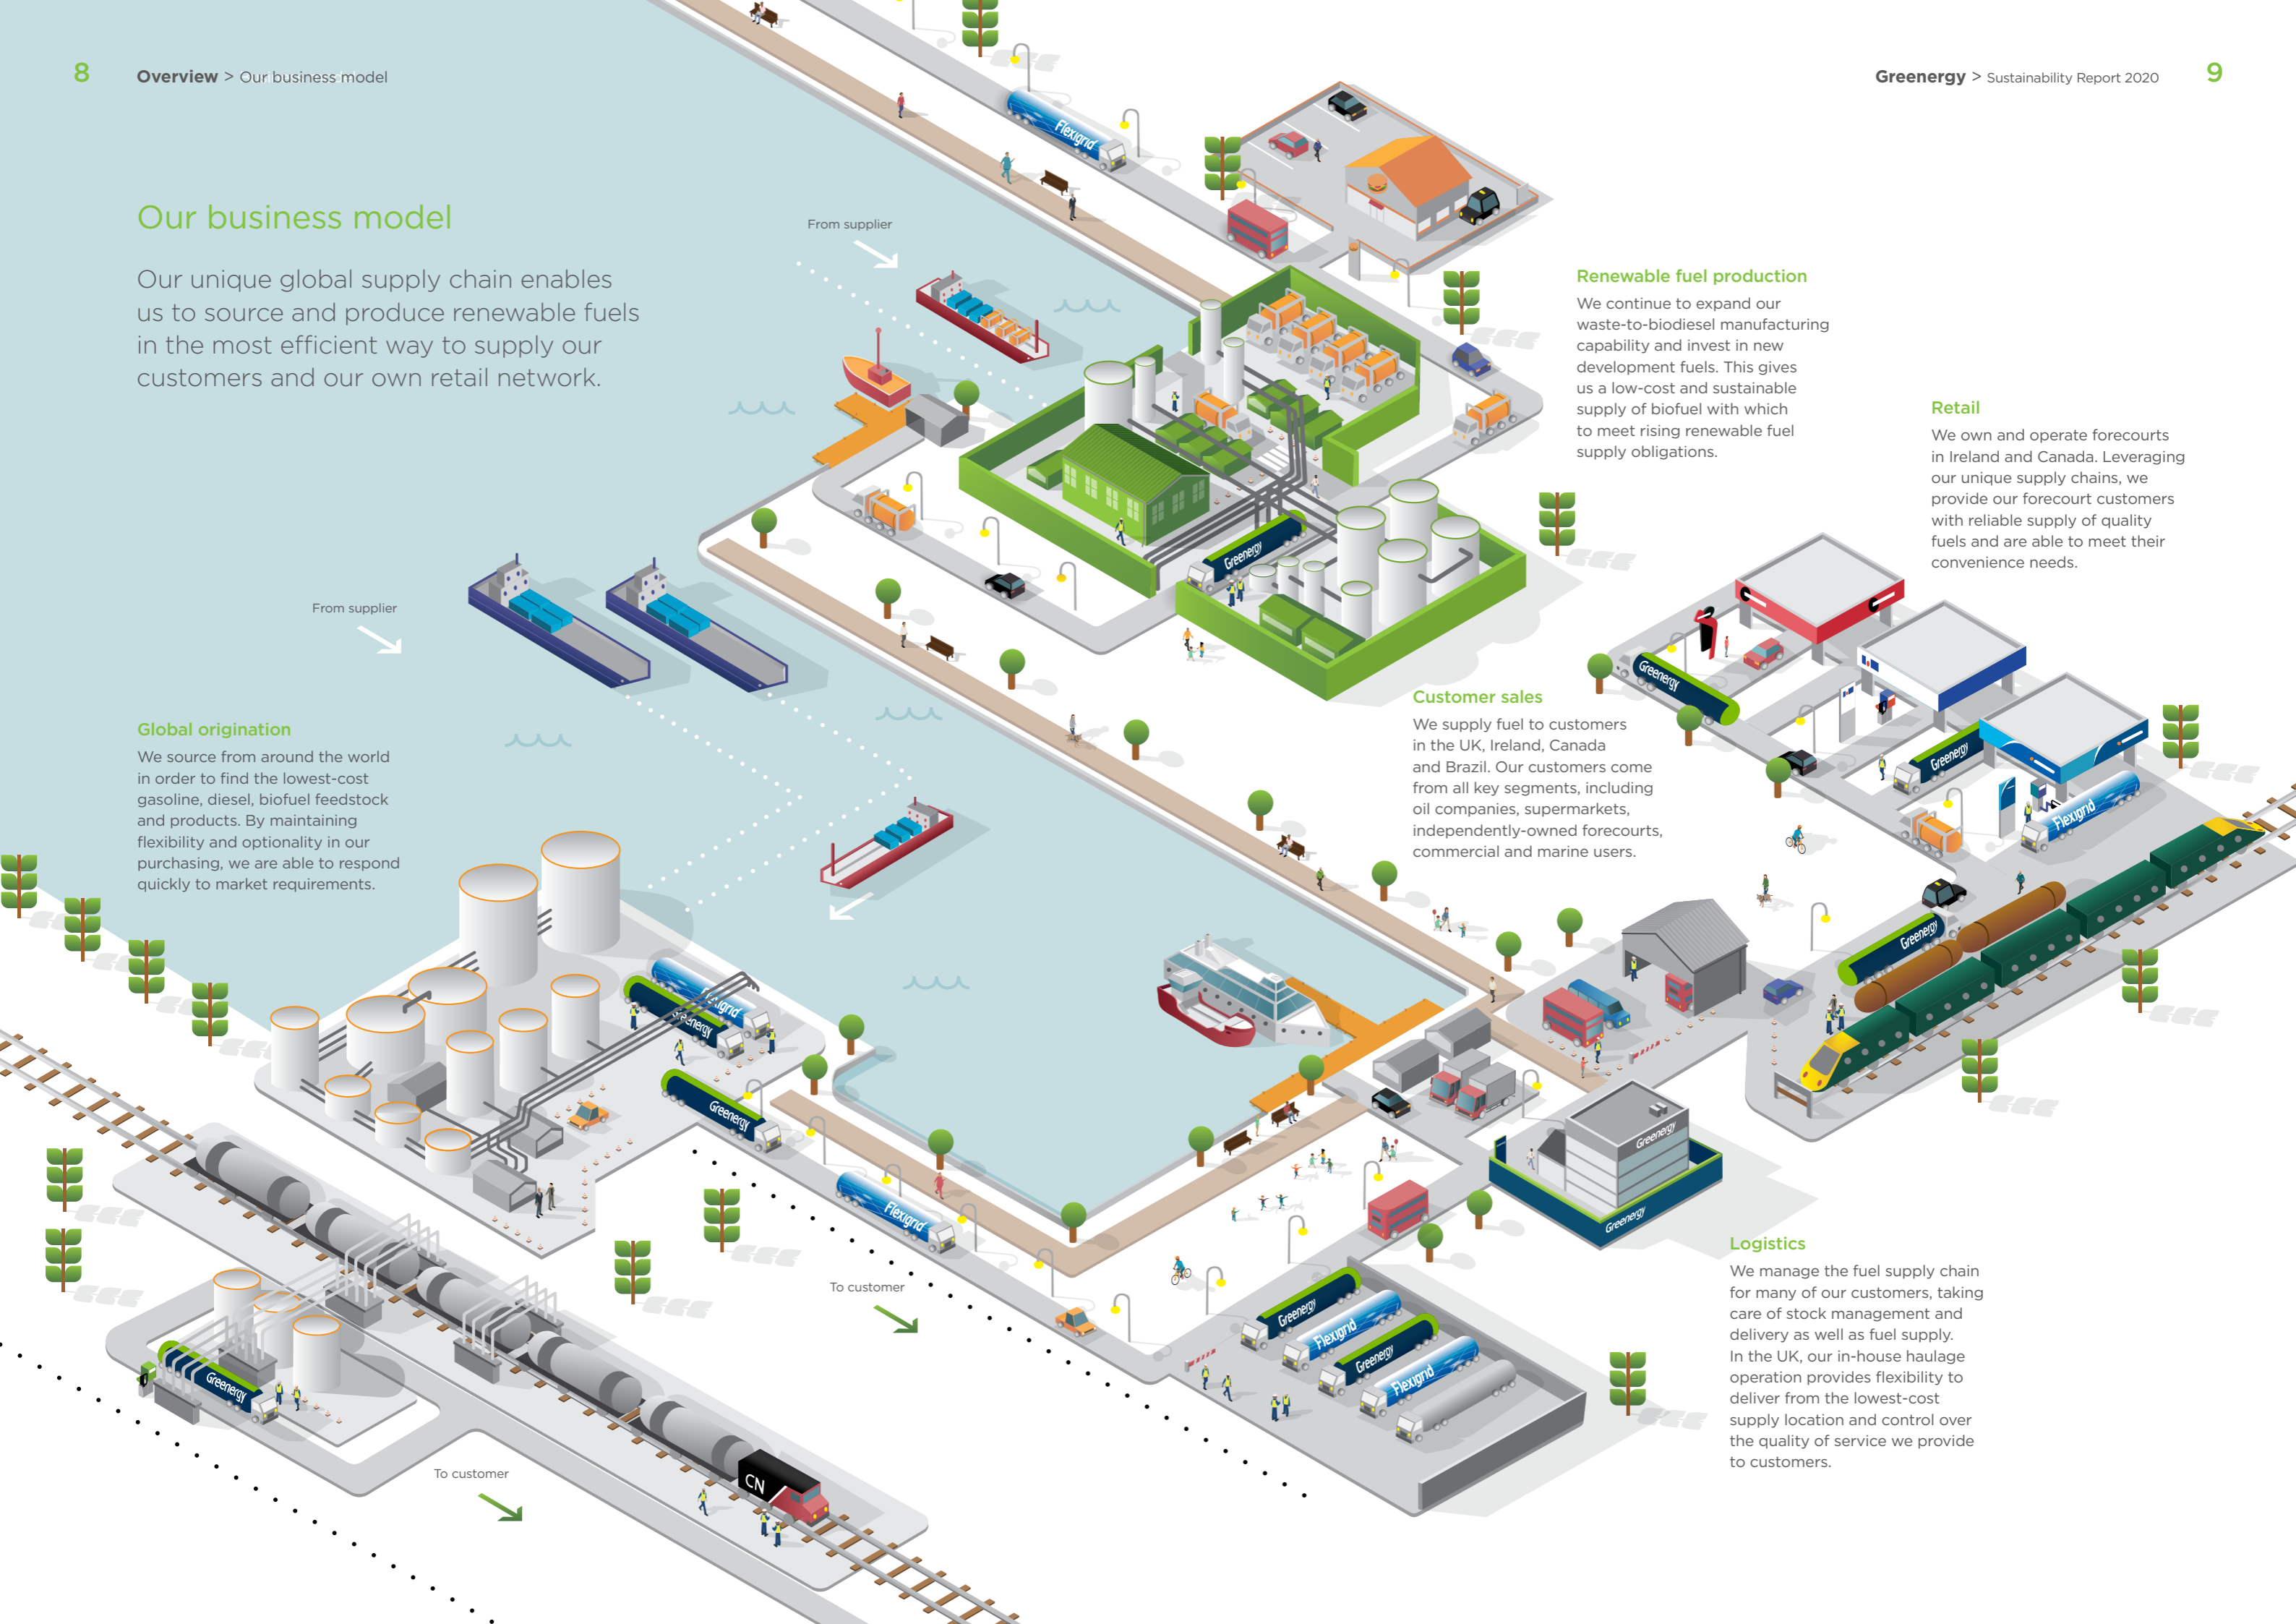 8
Overview > Our business model
Greenergy > Sustainability Report 2020
9
Our business model
Our unique global supply chain enables
us to source and produce renewable fuels
in the most efficient way to supply our
customers and our own retail network.
From supplier
Flexigrid
Renewable fuel production
We continue to expand our
waste-to-biodiesel manufacturing
capability and invest in new
development fuels. This gives
us a low-cost and sustainable
supply of biofuel with which
to meet rising renewable fuel
supply obligations.
Retail
We own and operate forecourts
in Ireland and Canada. Leveraging
our unique supply chains, we
provide our forecourt customers
with reliable supply of quality
fuels and are able to meet their
convenience needs.
Greenergy
From supplier
Greenergy
Greenergy
Flexigrid
Customer sales
We supply fuel to customers
in the UK, Ireland, Canada
and Brazil. Our customers come
from all key segments, including
oil companies, supermarkets,
independently-owned forecourts,
commercial and marine users.
Global origination
We source from around the world
in order to find the lowest-cost
gasoline, diesel, biofuel feedstock
and products. By maintaining
flexibility and optionality in our
purchasing, we are able to respond
quickly to market requirements.
Greenergy
Flexigrid
Greenergy
Greenergy
Flexigrid
Greenergy
Greenergy
To customer
Greenergy
Flexigrid
Greenergy
Flexigrid
Logistics
We manage the fuel supply chain
for many of our customers, taking
care of stock management and
delivery as well as fuel supply.
In the UK, our in-house haulage
operation provides flexibility to
deliver from the lowest-cost
supply location and control over
the quality of service we provide
to customers.
Greenergy
To customer
CN